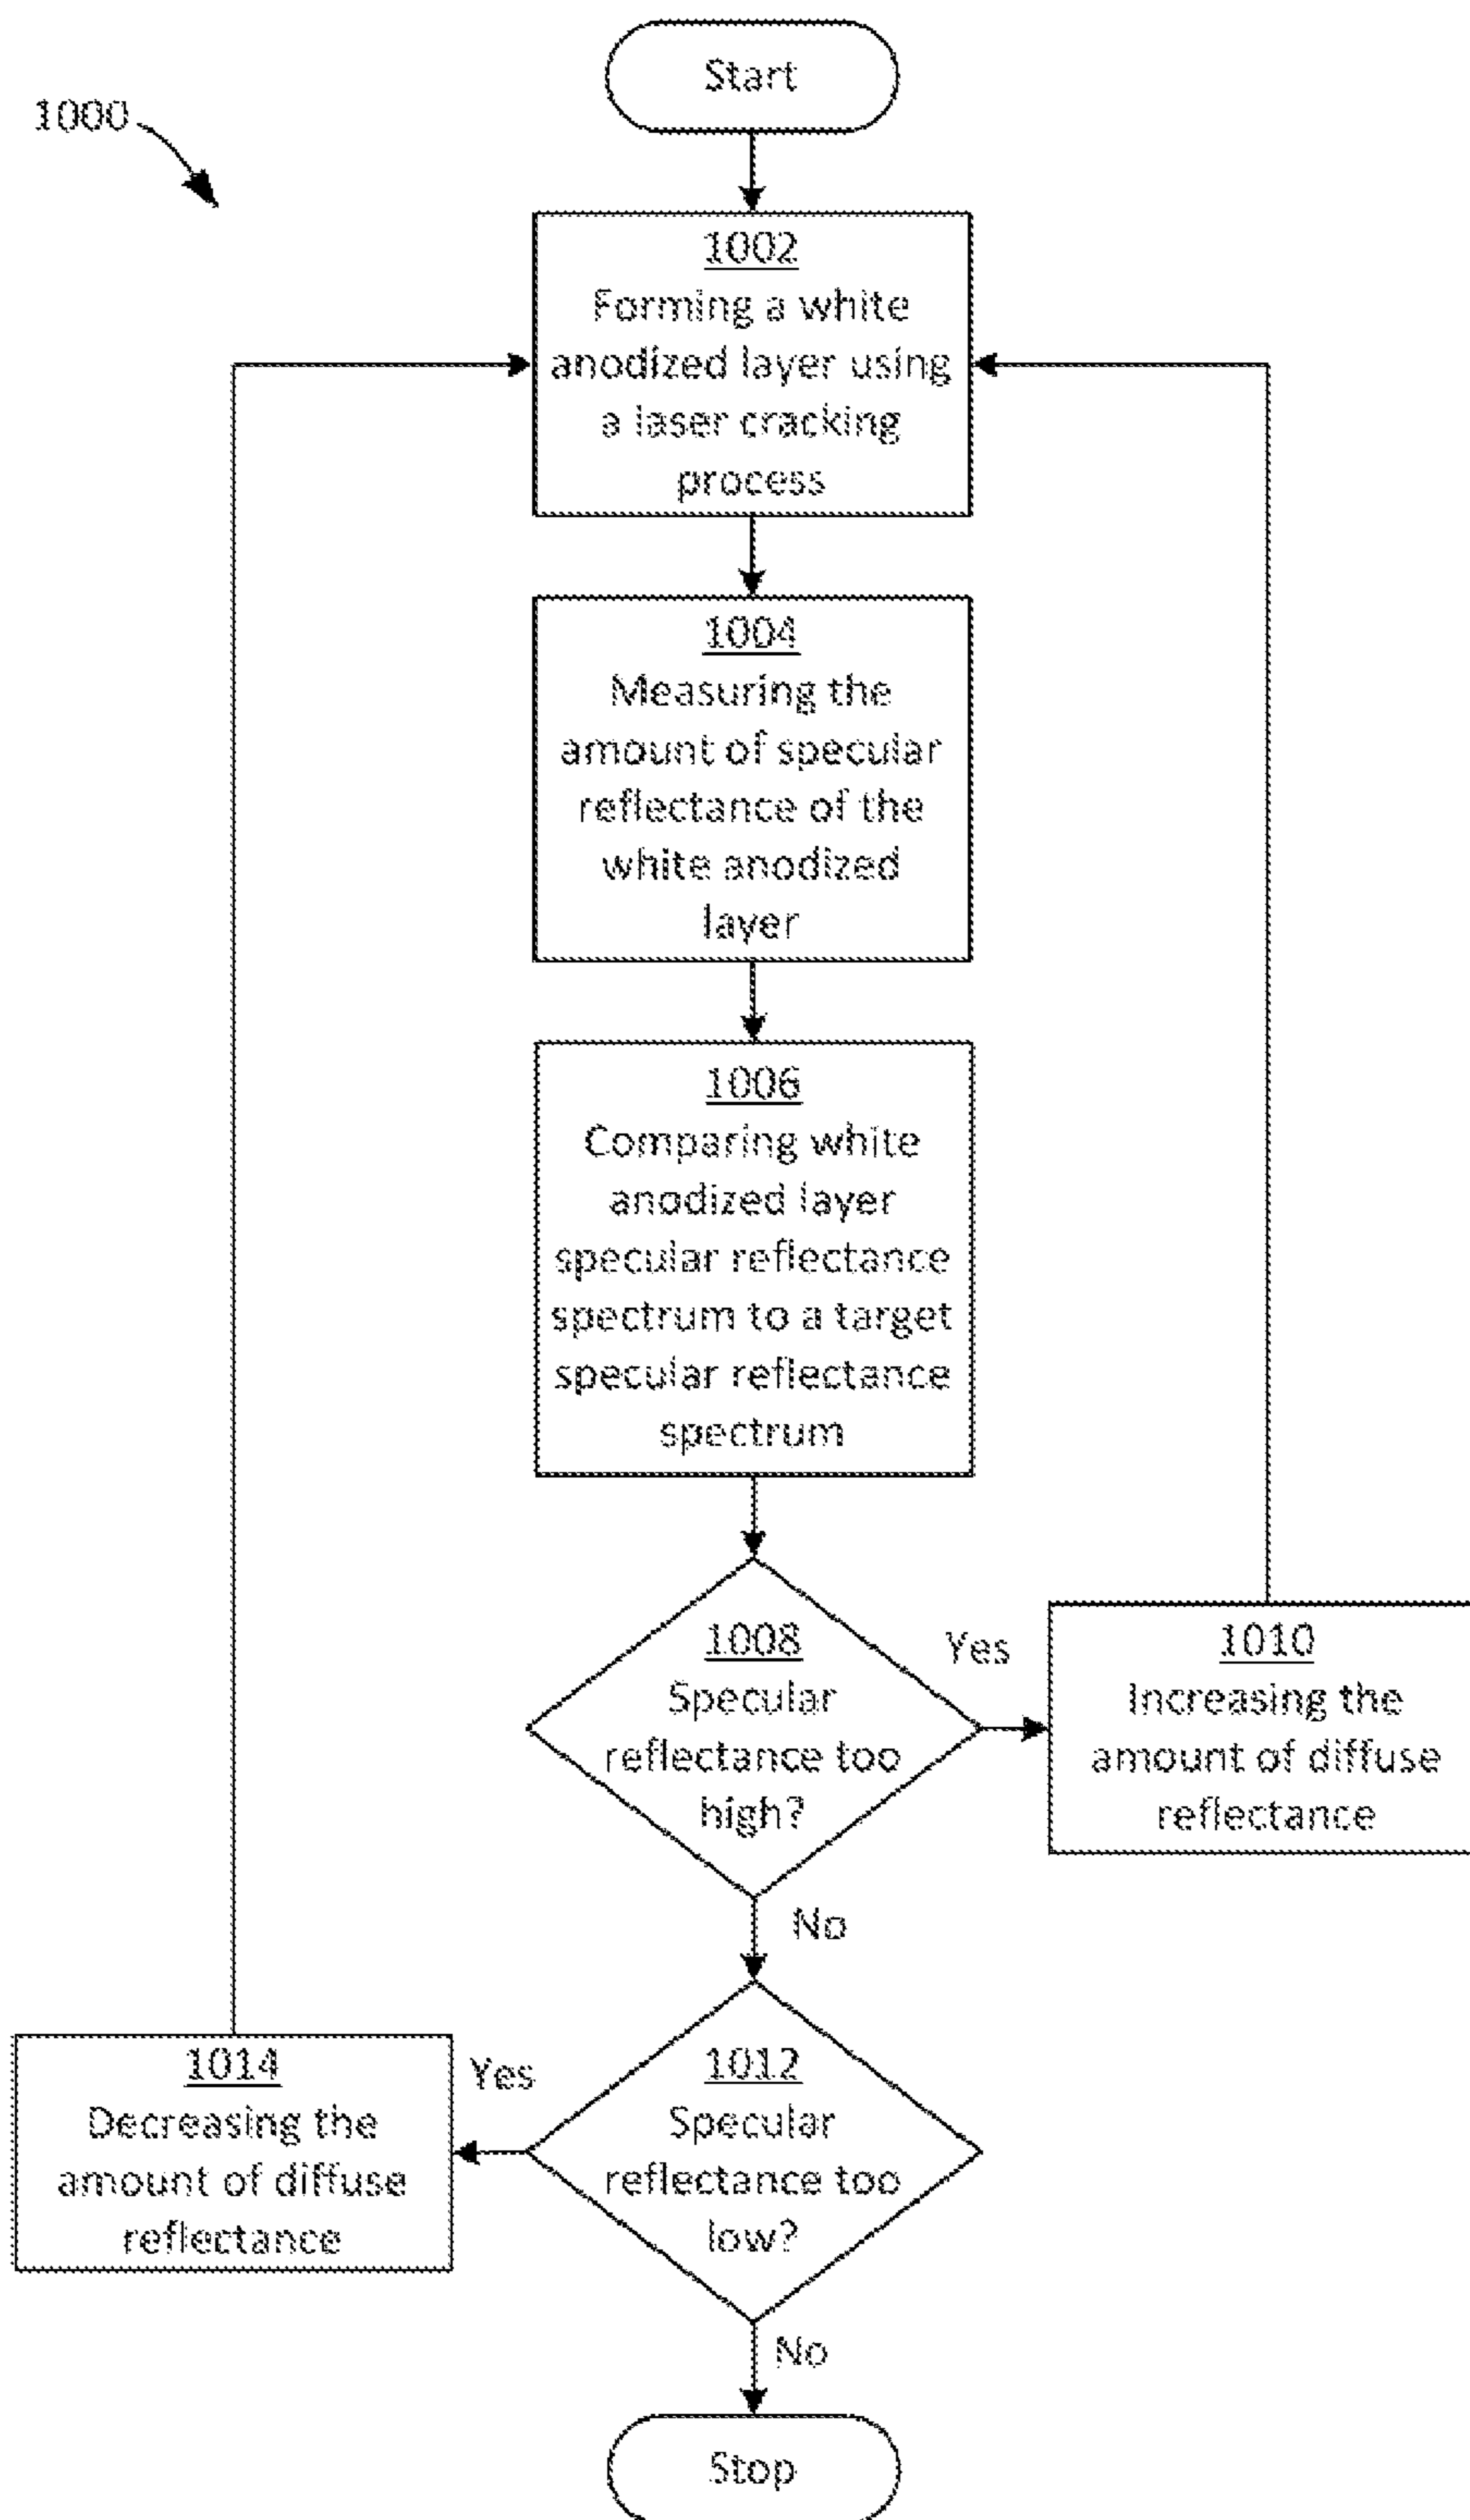 Start
1000
1002
Forming a white
anodized layer using
a laser cracking
process
1004
Measuring the
amount of specular
reflectance of the
white anodized
layer
1006
Comparing white
anodized layer
specular reflectance
spectrum to a target
specular reflectance
spectrum
1008
Specular
reflectance too
high?
Yes
1010
Increasing the
amount of diffuse
reflectance
No
1012
Specular
reflectance too
low?
Yes
1014
Decreasing the
amount of diffuse
reflectance
No
Stop